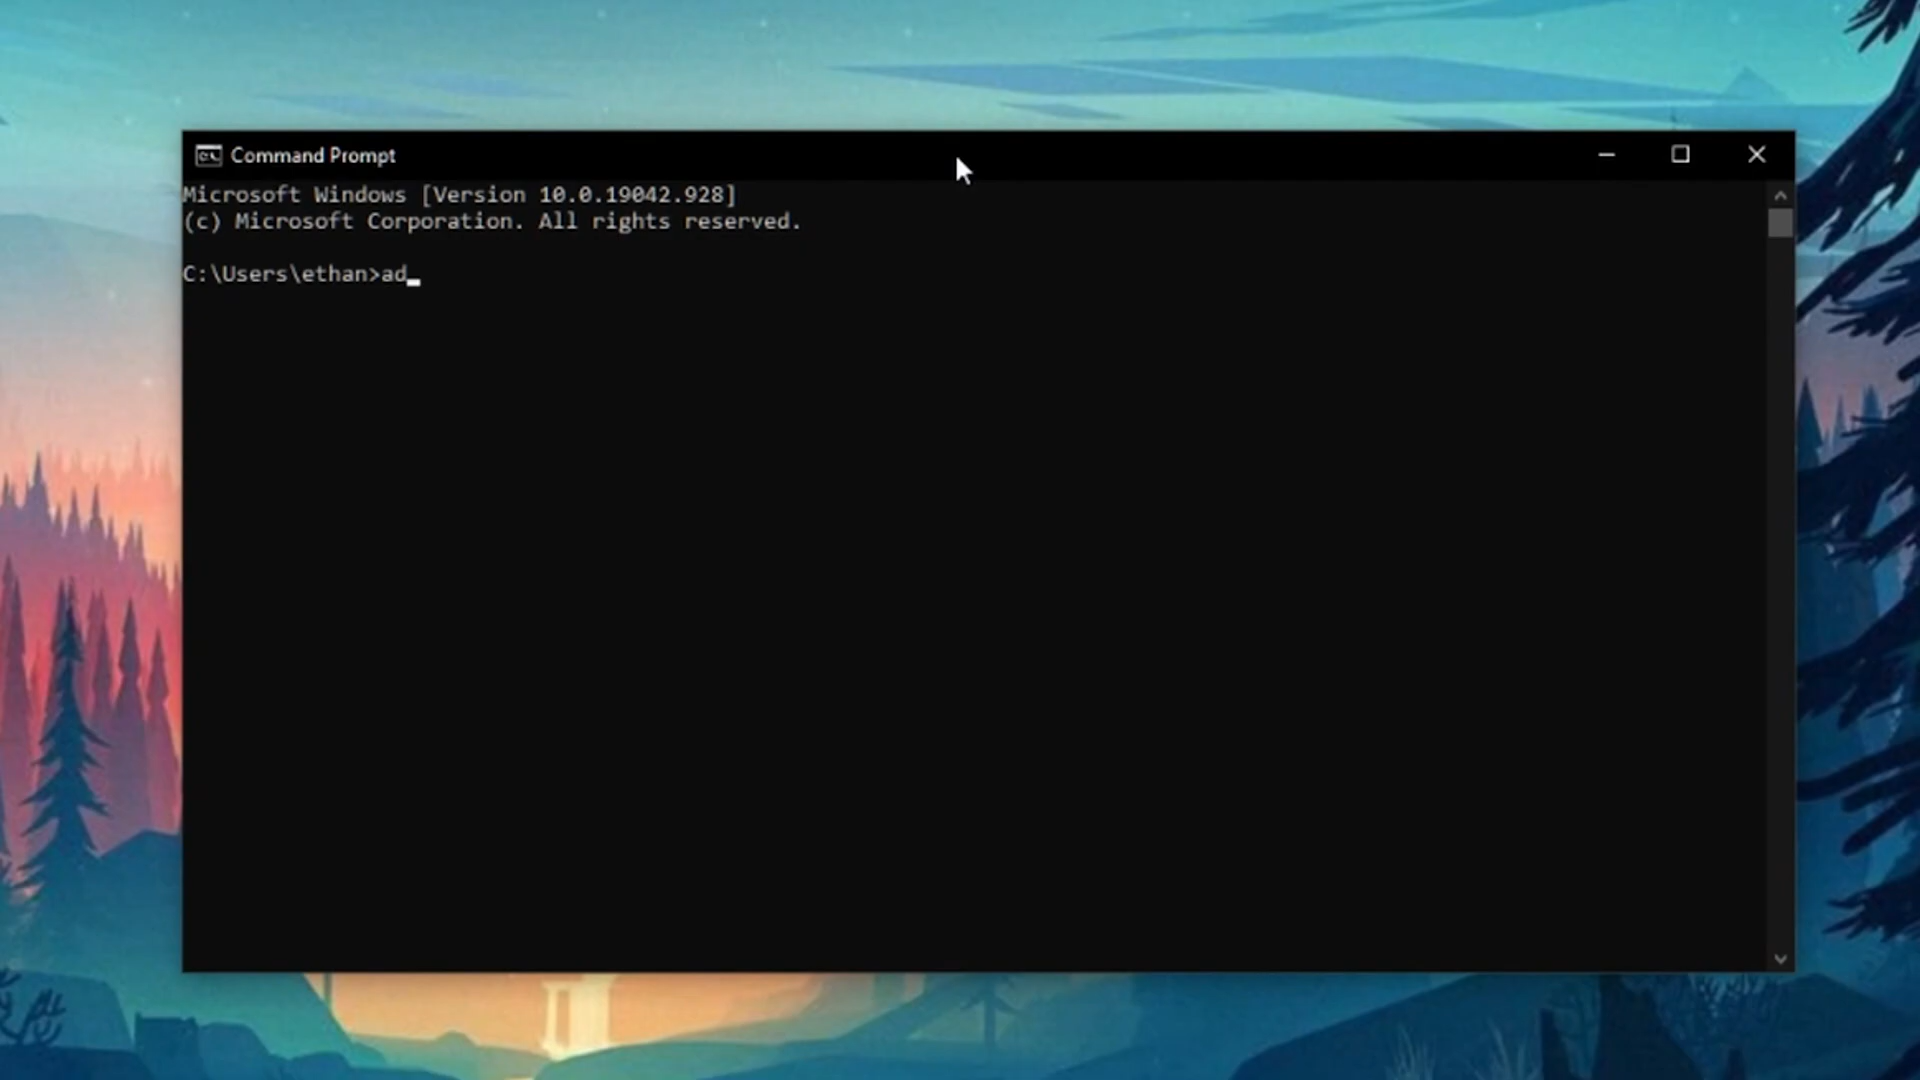 Command Prompt
Microsoft Windows [Version 10.0.19042.928]
(c) Microsoft Corporation. All rights reserved.
C:\Users\ethan>ad